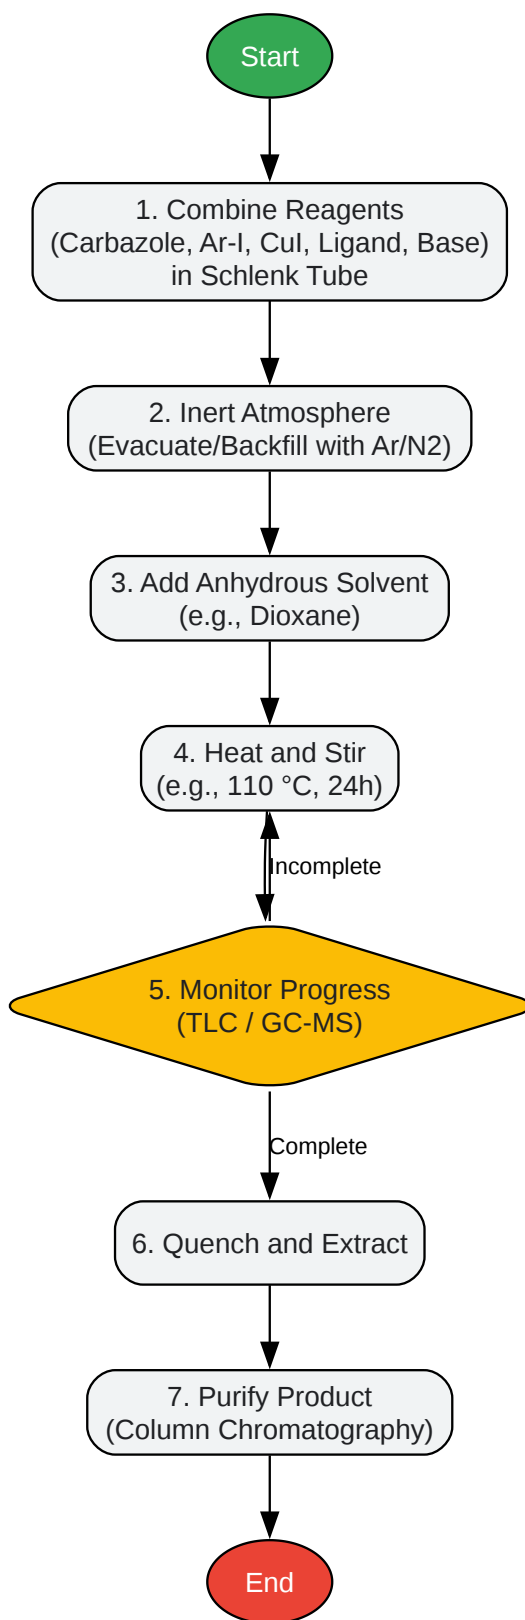 Start
1. Combine Reagents
(Carbazole, Ar-I, CuI, Ligand, Base)
in Schlenk Tube
2. Inert Atmosphere
(Evacuate/Backfill with Ar/N2)
3. Add Anhydrous Solvent
(e.g., Dioxane)
4. Heat and Stir
(e.g., 110 °C, 24h)
Incomplete
5. Monitor Progress
(TLC / GC-MS)
Complete
6. Quench and Extract
7. Purify Product
(Column Chromatography)
End